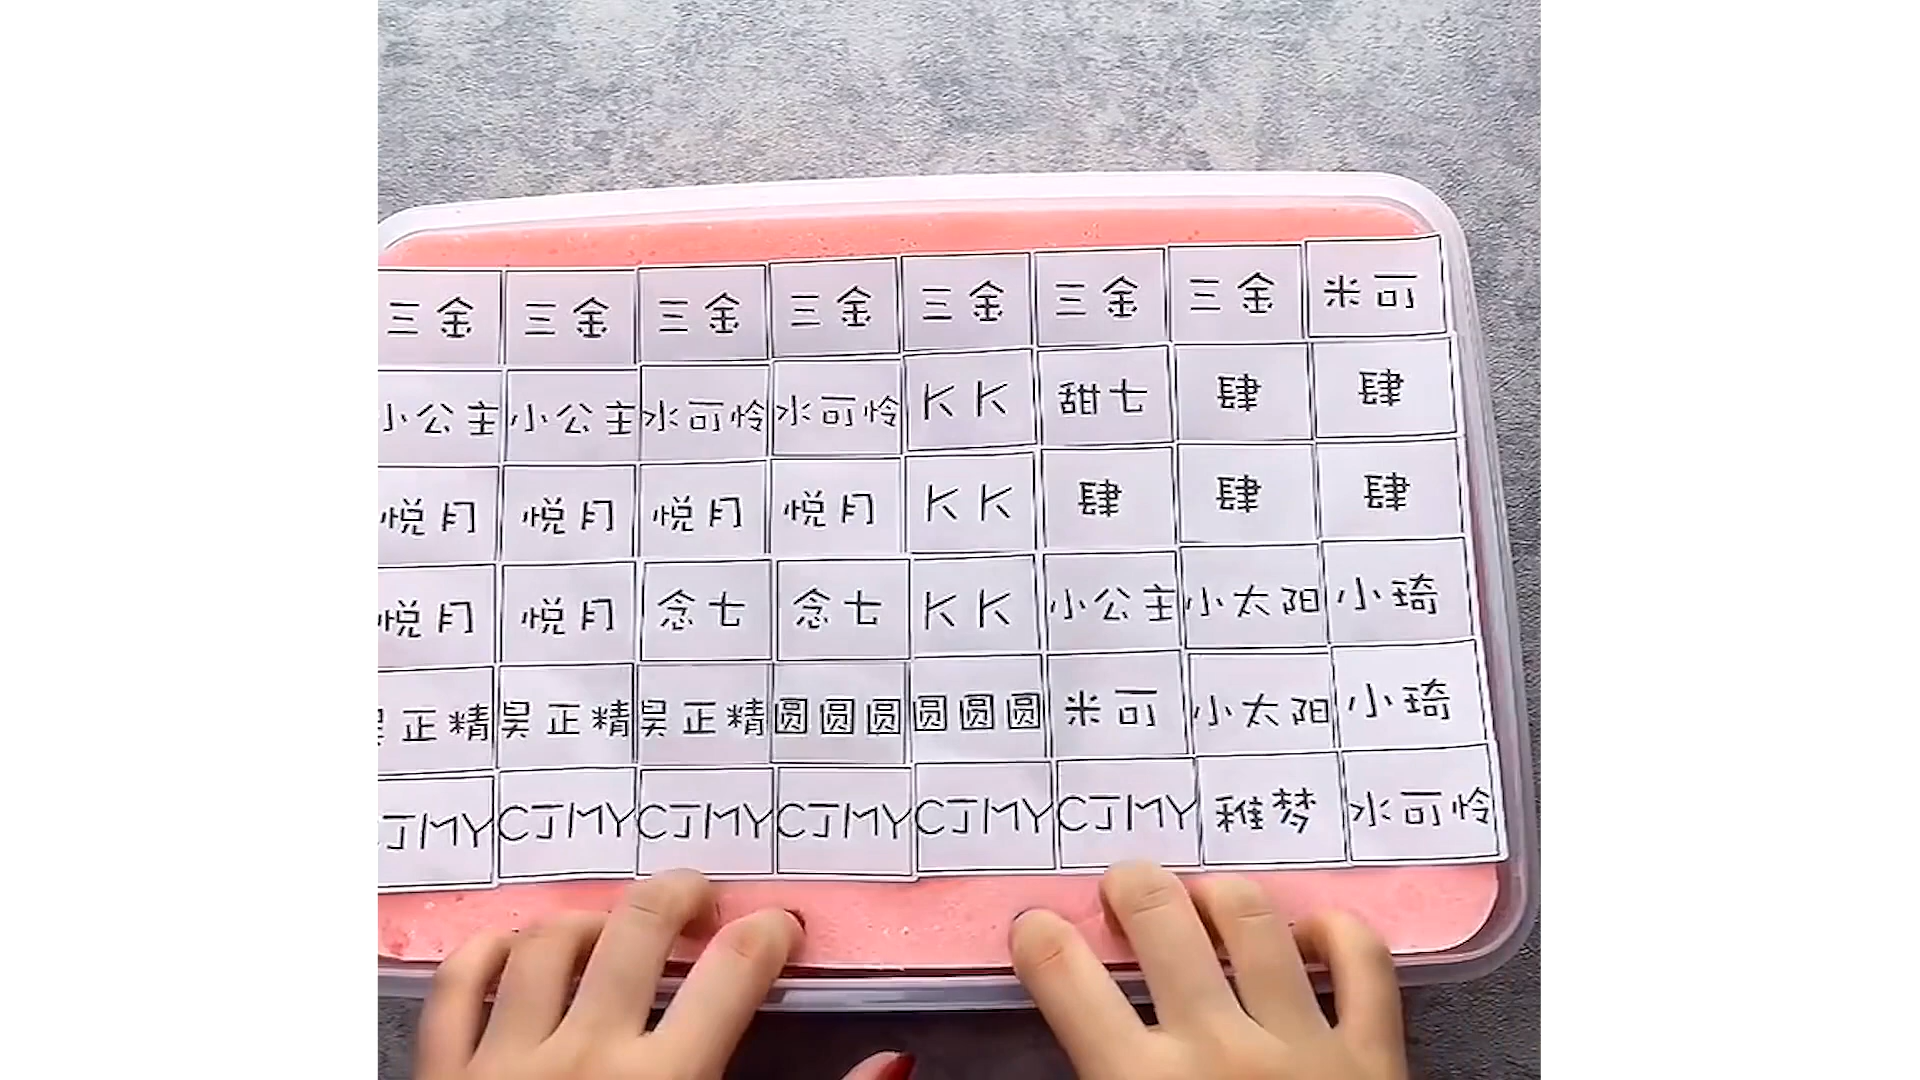 三金 三金 三金 三金 三金 三金 三金 米可
小公主 小公主 水可怜 水可怜 KK 甜七 肆 肆
悦月 悦月 悦月 悦月 KK 肆 肆 肆
悦月 悦月 念七 念七 KK 小公主 小太阳 小琦
吴正精 吴正精 吴正精 圆圆圆 圆圆圆 米可 小太阳 小琦
JMY CJMY CJMY CJMY CJMY CJMY 稚梦 水可怜